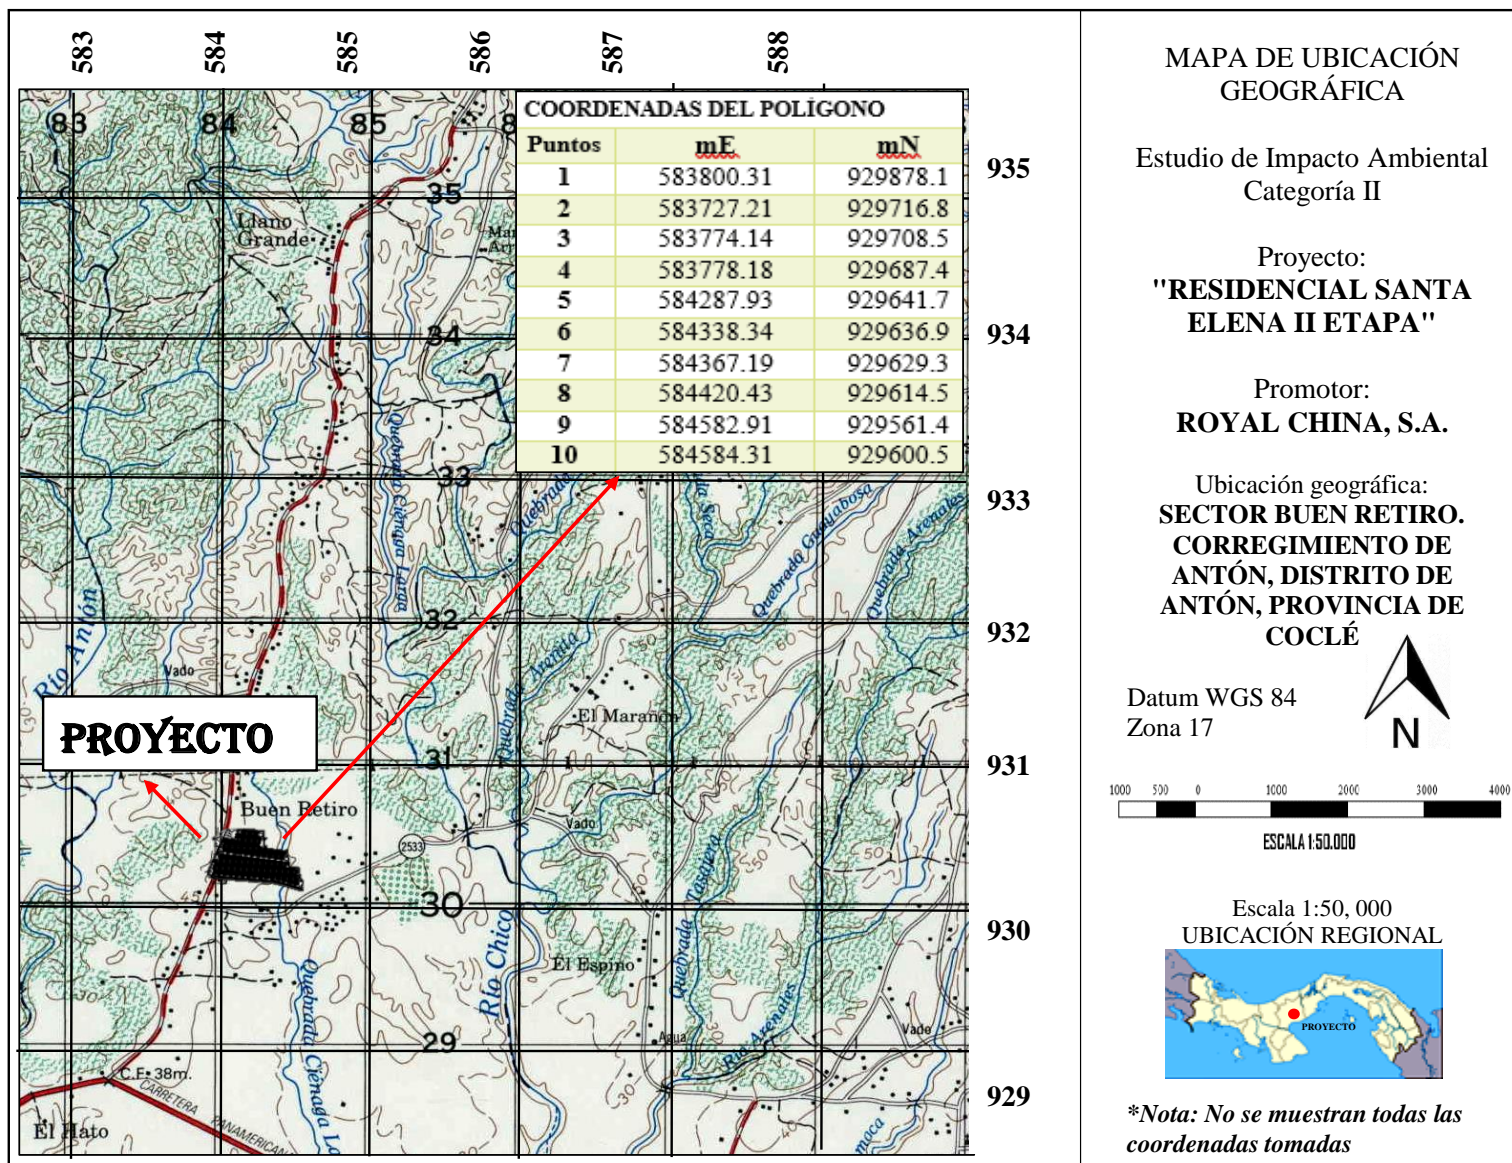 583
584
585
586
587
588
83
84
85
COORDENADAS DEL POLÍGONO
Puntos mE mN
1 583800.31 929878.1
2 583727.21 929716.8
3 583774.14 929708.5
4 583778.18 929687.4
5 584287.93 929641.7
6 584338.34 929636.9
7 584367.19 929629.3
8 584420.43 929614.5
9 584582.91 929561.4
10 584584.31 929600.5
935
934
933
932
931
930
929
35
34
33
32
31
30
29
Llano
Grande
Quebrada Ciénaga Larga
Quebrada
Quebrada Guayabosa
Quebrada Arenales
Río Antón
Vado
Quebrada Arenita
El Marañón
PROYECTO
Buen Retiro
Vado
2533
Quebrada Tasajera
Río Chico
El Espino
Quebrada Ciénaga
Agua
Río Arenales
Vado
C.F. 38m.
CARRETERA
PANAMERICAN
El Hato
MAPA DE UBICACIÓN
GEOGRÁFICA
Estudio de Impacto Ambiental
Categoría II
Proyecto:
"RESIDENCIAL SANTA
ELENA II ETAPA"
Promotor:
ROYAL CHINA, S.A.
Ubicación geográfica:
SECTOR BUEN RETIRO.
CORREGIMIENTO DE
ANTÓN, DISTRITO DE
ANTÓN, PROVINCIA DE
COCLÉ
Datum WGS 84
Zona 17
N
1000 500 0 1000 2000 3000 4000
ESCALA 1:50.000
Escala 1:50, 000
UBICACIÓN REGIONAL
PROYECTO
*Nota: No se muestran todas las
coordenadas tomadas